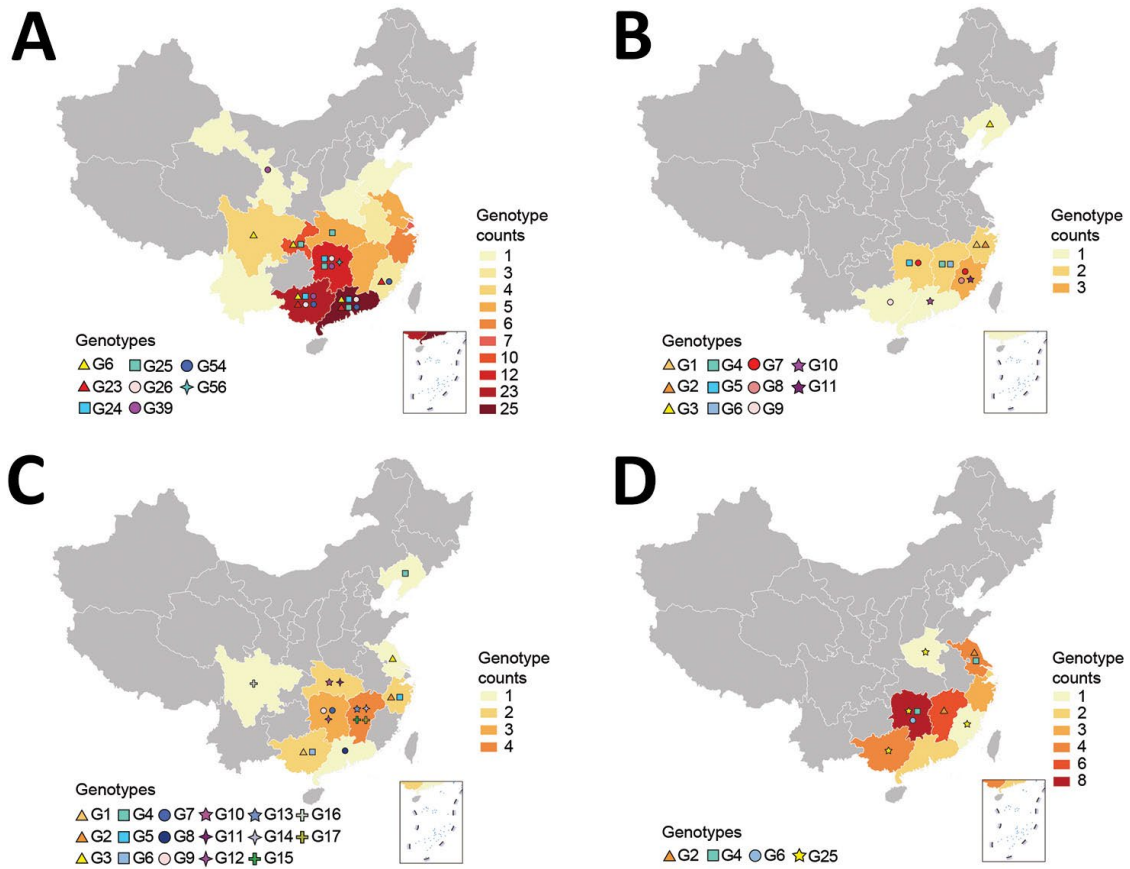 A
Genotype
counts
1
3
4
5
6
7
10
12
23
25
Genotypes
G6 G25 G54
G23 G26 G56
G24 G39
B
Genotype
counts
1
2
3
Genotypes
G1 G4 G7 G10
G2 G5 G8 G11
G3 G6 G9
C
Genotype
counts
1
2
3
4
Genotypes
G1 G4 G7 G10 G13 G16
G2 G5 G8 G11 G14 G17
G3 G6 G9 G12 G15
D
Genotype
counts
1
2
3
4
6
8
Genotypes
G2 G4 G6 G25